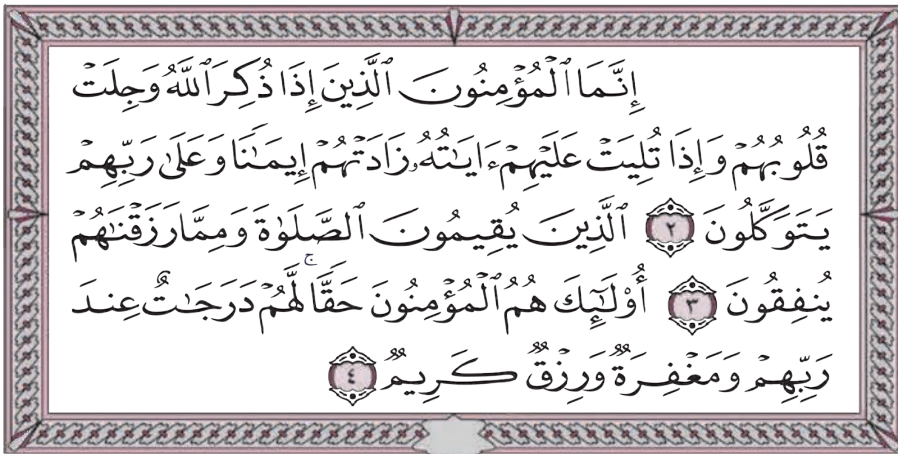 إِنَّمَا ٱلْمُؤْمِنُونَ ٱلَّذِينَ إِذَا ذُكِرَ ٱللَّهُ وَجِلَتْ
قُلُوبُهُمْ وَإِذَا تُلِيَتْ عَلَيْهِمْ ءَايَٰتُهُۥ زَادَتْهُمْ إِيمَٰنًا وَعَلَىٰ رَبِّهِمْ
يَتَوَكَّلُونَ ٢ ٱلَّذِينَ يُقِيمُونَ ٱلصَّلَوٰةَ وَمِمَّا رَزَقْنَٰهُمْ
يُنفِقُونَ ٣ أُو۟لَٰٓئِكَ هُمُ ٱلْمُؤْمِنُونَ حَقًّا ۚ لَّهُمْ دَرَجَٰتٌ عِندَ
رَبِّهِمْ وَمَغْفِرَةٌ وَرِزْقٌ كَرِيمٌ ٤